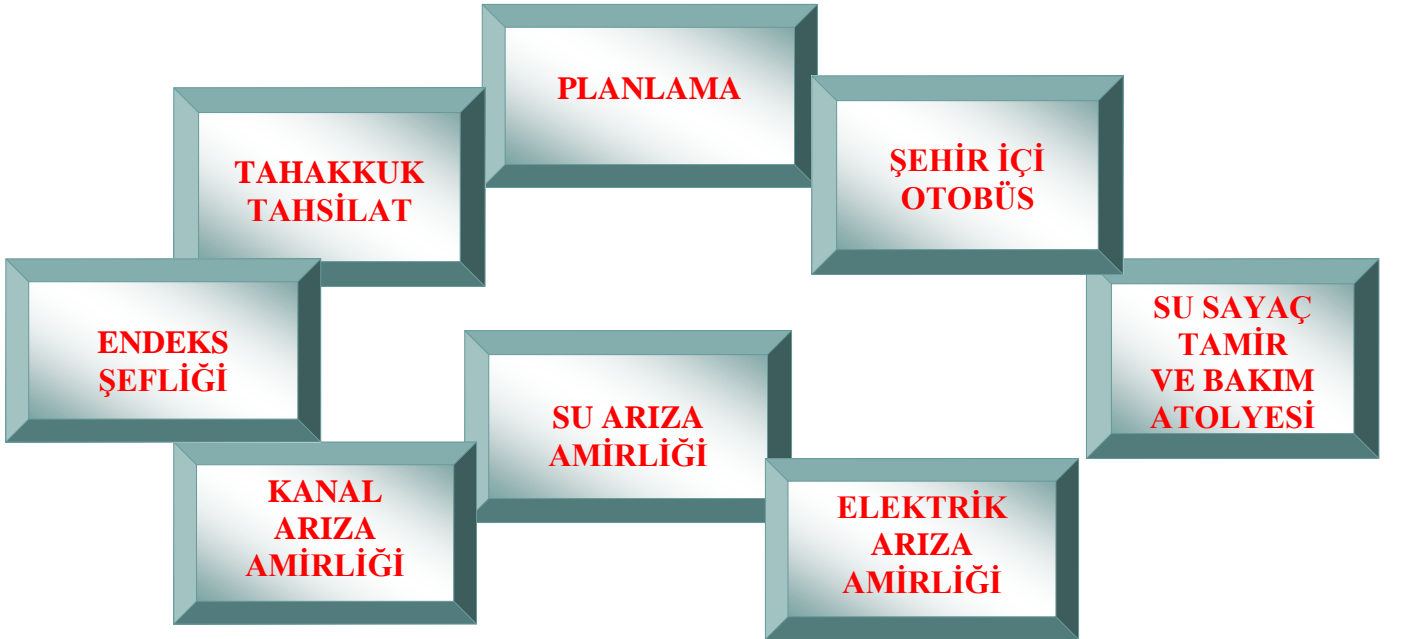 PLANLAMA
TAHAKKUK
TAHSİLAT
ŞEHİR İÇİ
OTOBÜS
ENDEKS
ŞEFLİĞİ
SU ARIZA
AMİRLİĞİ
SU SAYAÇ
TAMİR
VE BAKIM
ATOLYESİ
KANAL
ARIZA
AMİRLİĞİ
ELEKTRİK
ARIZA
AMİRLİĞİ